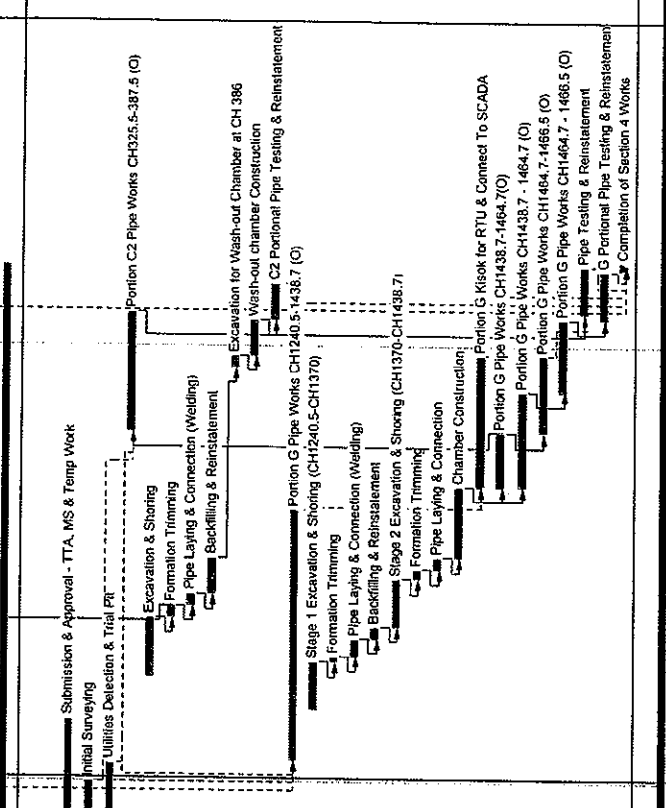 Submission & Approval - TTA, MS & Temp Work
Initial Surveying
Utilities Detection & Trial Pit
Portion C2 Pipe Works CH325.5-387.5 (O)
Excavation & Shoring
Formation Trimming
Pipe Laying & Connection (Welding)
Backfilling & Reinstatement
Excavation for Wash-out Chamber at CH 386
Wash-out chamber Construction
C2 Portional Pipe Testing & Reinstatement
Portion G Pipe Works CH1240.5-1438.7 (O)
Stage 1 Excavation & Shoring (CH1240.5-CH1370)
Formation Trimming
Pipe Laying & Connection (Welding)
Backfilling & Reinstatement
Stage 2 Excavation & Shoring (CH1370-CH1438.7)
Formation Trimming
Pipe Laying & Connection
Chamber Construction
Portion G Kisok for RTU & Connect To SCADA
Portion G Pipe Works CH1438.7-1464.7(O)
Portion G Pipe Works CH1438.7 - 1464.7 (O)
Portion G Pipe Works CH1464.7-1466.5 (O)
Portion G Pipe Works CH1464.7 - 1466.5 (O)
Pipe Testing & Reinstatement
G Portional Pipe Testing & Reinstatemen
Completion of Section 4 Works